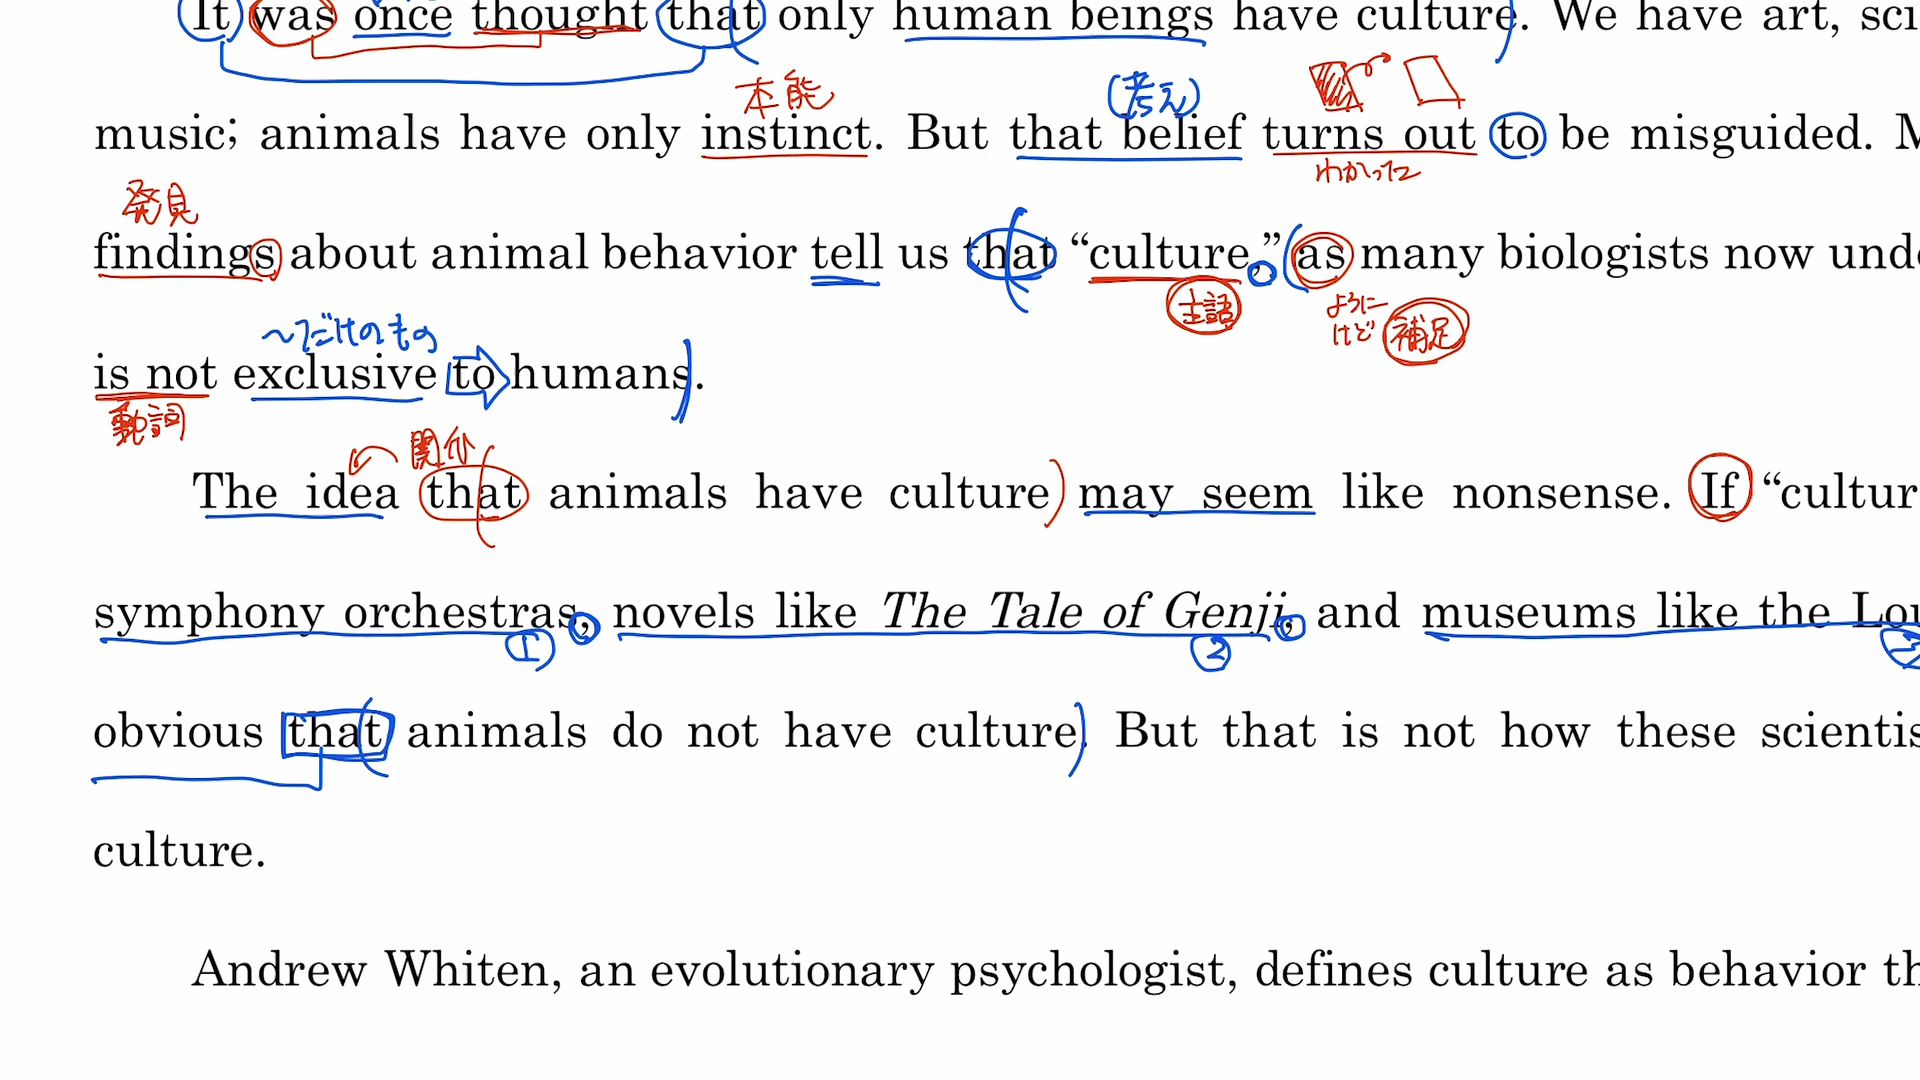 It was once thought that only human beings have culture. We have art, sci
本能 (考え)
music; animals have only instinct. But that belief turns out to be misguided. M
発見 わかった
findings about animal behavior tell us that “culture,” (as many biologists now und
〜だけのもの 主語 ように けど 補足
is not exclusive to humans).
動詞 関係
The idea that animals have culture) may seem like nonsense. If “cultur
symphony orchestras, novels like The Tale of Genji, and museums like the Lou
① ②
obvious that animals do not have culture). But that is not how these scientis
culture.
Andrew Whiten, an evolutionary psychologist, defines culture as behavior th